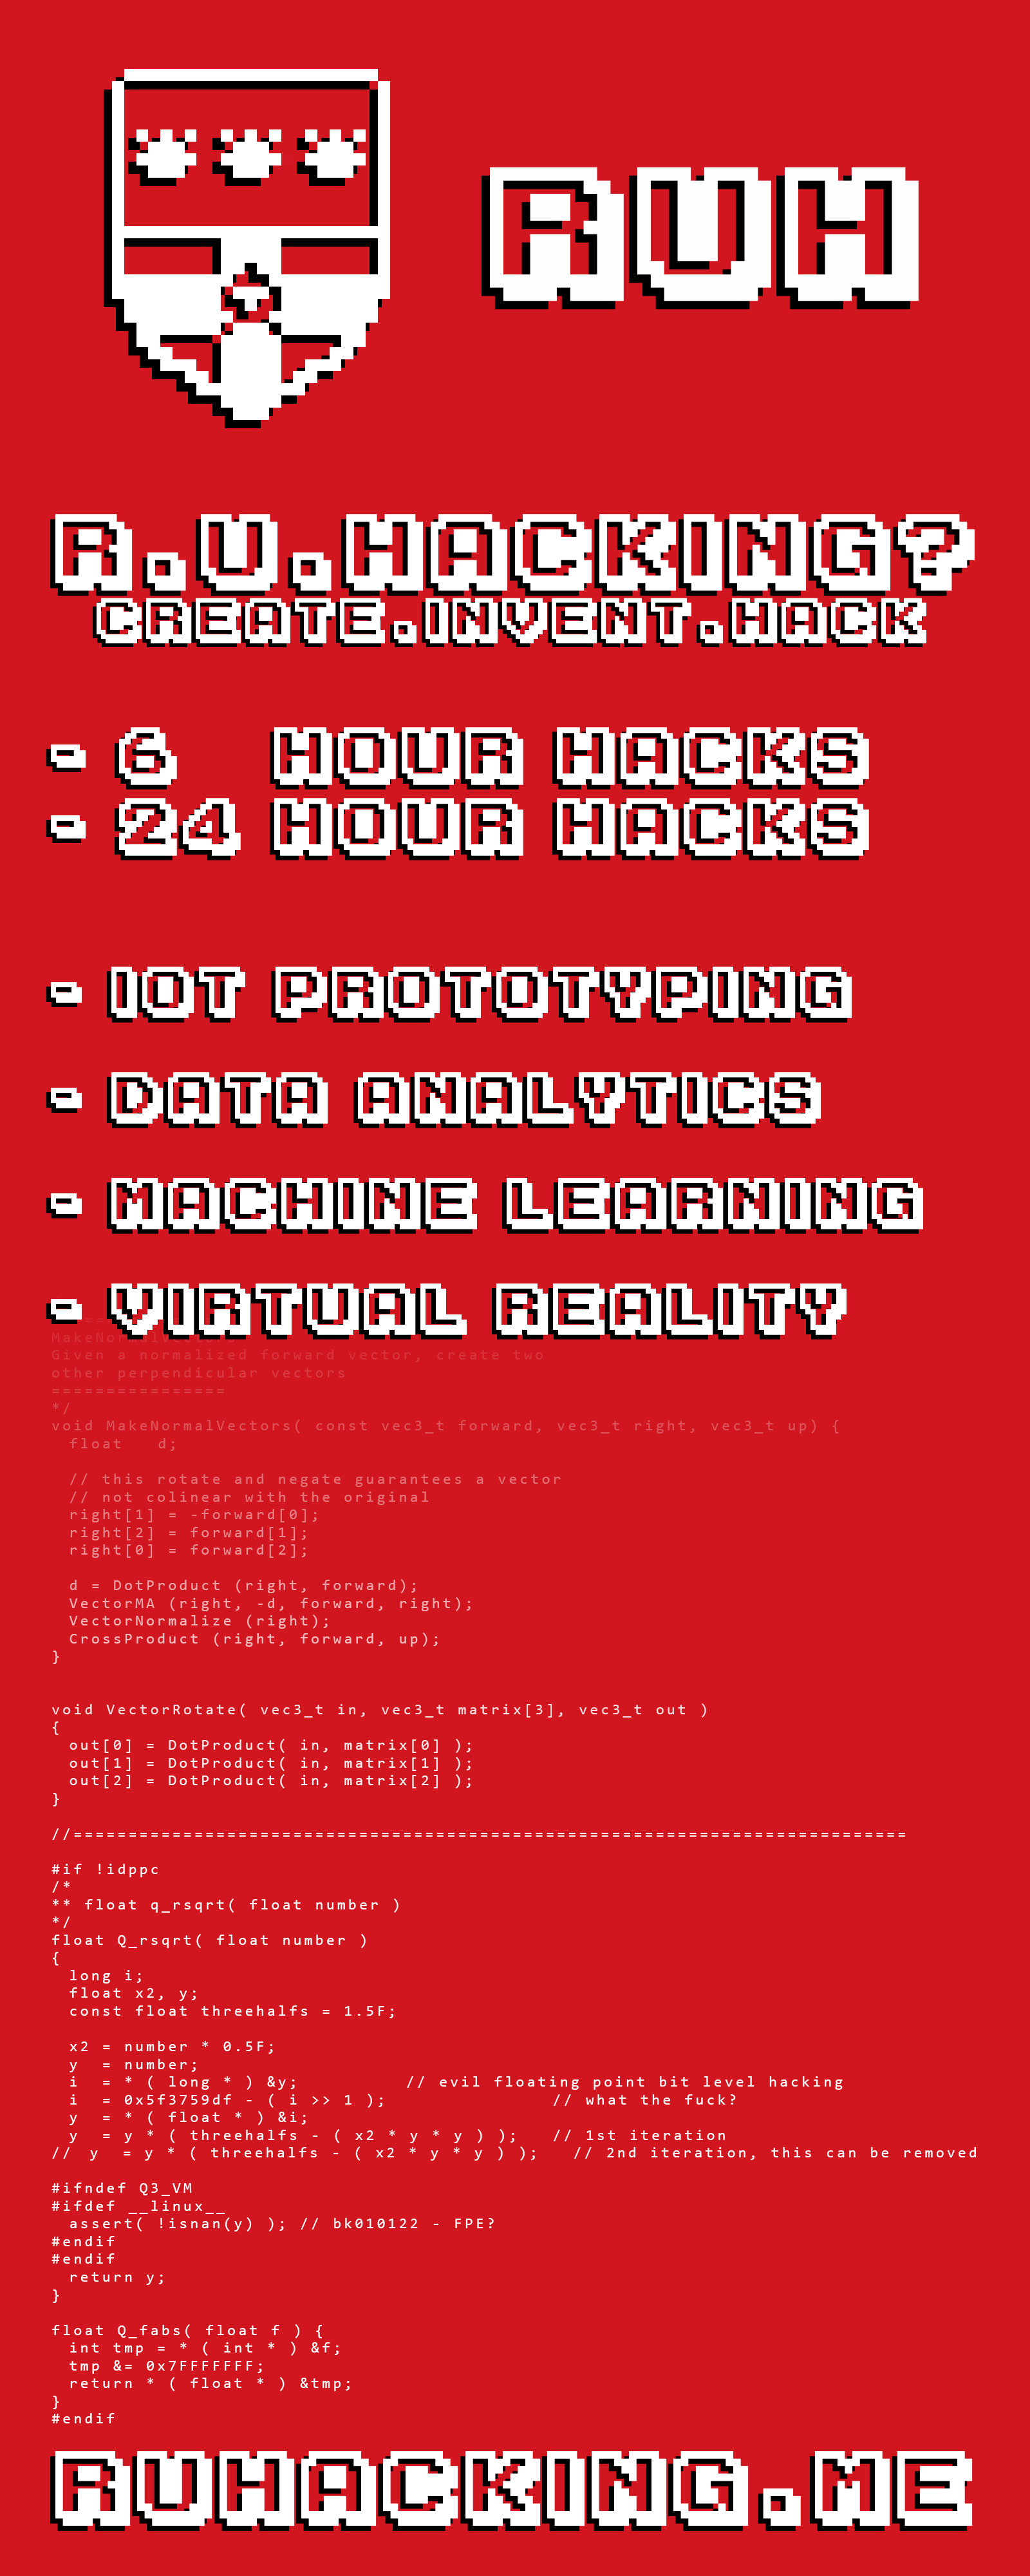 RUH
R.U.HACKING?
CREATE.INVENT.HACK
- 6 HOUR HACKS
- 24 HOUR HACKS
- IOT PROTOTYPING
- DATA ANALYTICS
- MACHINE LEARNING
- VIRTUAL REALITY
Given a normalized forward vector, create two
other perpendicular vectors
================
*/
void MakeNormalVectors( const vec3_t forward, vec3_t right, vec3_t up) {
  float   d;
  // this rotate and negate guarantees a vector
  // not colinear with the original
  right[1] = -forward[0];
  right[2] = forward[1];
  right[0] = forward[2];
  d = DotProduct (right, forward);
  VectorMA (right, -d, forward, right);
  VectorNormalize (right);
  CrossProduct (right, forward, up);
}
void VectorRotate( vec3_t in, vec3_t matrix[3], vec3_t out )
{
  out[0] = DotProduct( in, matrix[0] );
  out[1] = DotProduct( in, matrix[1] );
  out[2] = DotProduct( in, matrix[2] );
}
//============================================================================
#if !idppc
/*
** float q_rsqrt( float number )
*/
float Q_rsqrt( float number )
{
  long i;
  float x2, y;
  const float threehalfs = 1.5F;
  x2 = number * 0.5F;
  y  = number;
  i  = * ( long * ) &y;          // evil floating point bit level hacking
  i  = 0x5f3759df - ( i >> 1 );               // what the fuck?
  y  = * ( float * ) &i;
  y  = y * ( threehalfs - ( x2 * y * y ) );   // 1st iteration
//  y  = y * ( threehalfs - ( x2 * y * y ) );   // 2nd iteration, this can be removed
#ifndef Q3_VM
#ifdef __linux__
  assert( !isnan(y) ); // bk010122 - FPE?
#endif
#endif
  return y;
}
float Q_fabs( float f ) {
  int tmp = * ( int * ) &f;
  tmp &= 0x7FFFFFFF;
  return * ( float * ) &tmp;
}
#endif
RUHACKING.ME